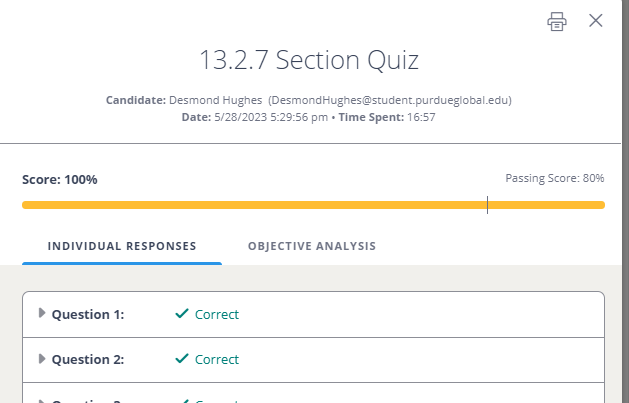 13.2.7 Section Quiz
Candidate: Desmond Hughes (DesmondHughes@student.purdueglobal.edu)
Date: 5/28/2023 5:29:56 pm • Time Spent: 16:57
Score: 100%
Passing Score: 80%
INDIVIDUAL RESPONSES
OBJECTIVE ANALYSIS
Question 1: Correct
Question 2: Correct